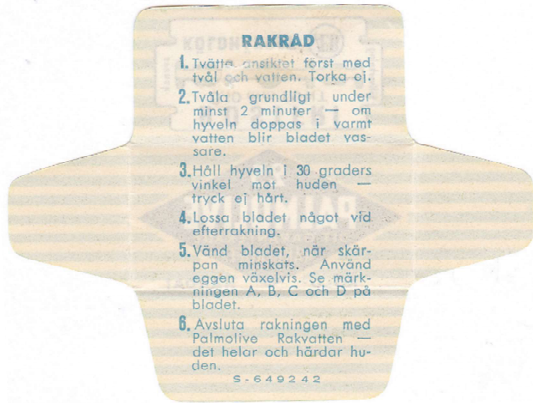 RAKRAD
1. Tvätta ansiktet först med
tvål och vatten. Torka ej.
2. Tvåla grundligt under
minst 2 minuter — om
hyveln doppas i varmt
vatten blir bladet vas-
sare.
3. Håll hyveln i 30 graders
vinkel mot huden —
tryck ej hårt.
4. Lossa bladet något vid
efterrakning.
5. Vänd bladet, när skär-
pan minskats. Använd
eggen växelvis. Se märk-
ningen A, B, C och D på
bladet.
6. Avsluta rakningen med
Palmolive Rakvatten —
det helar och härdar hu-
den.
S-649242